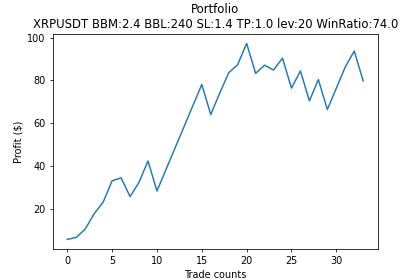 Portfolio
XRPUSDT BBM:2.4 BBL:240 SL:1.4 TP:1.0 lev:20 WinRatio:74.0
100
80
60
40
20
Profit ($)
0 5 10 15 20 25 30
Trade counts